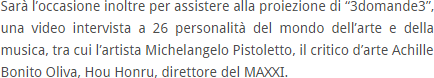 Sarà l’occasione inoltre per assistere alla proiezione di “3domande3”,
una video intervista a 26 personalità del mondo dell’arte e della
musica, tra cui l’artista Michelangelo Pistoletto, il critico d’arte Achille
Bonito Oliva, Hou Honru, direttore del MAXXI.